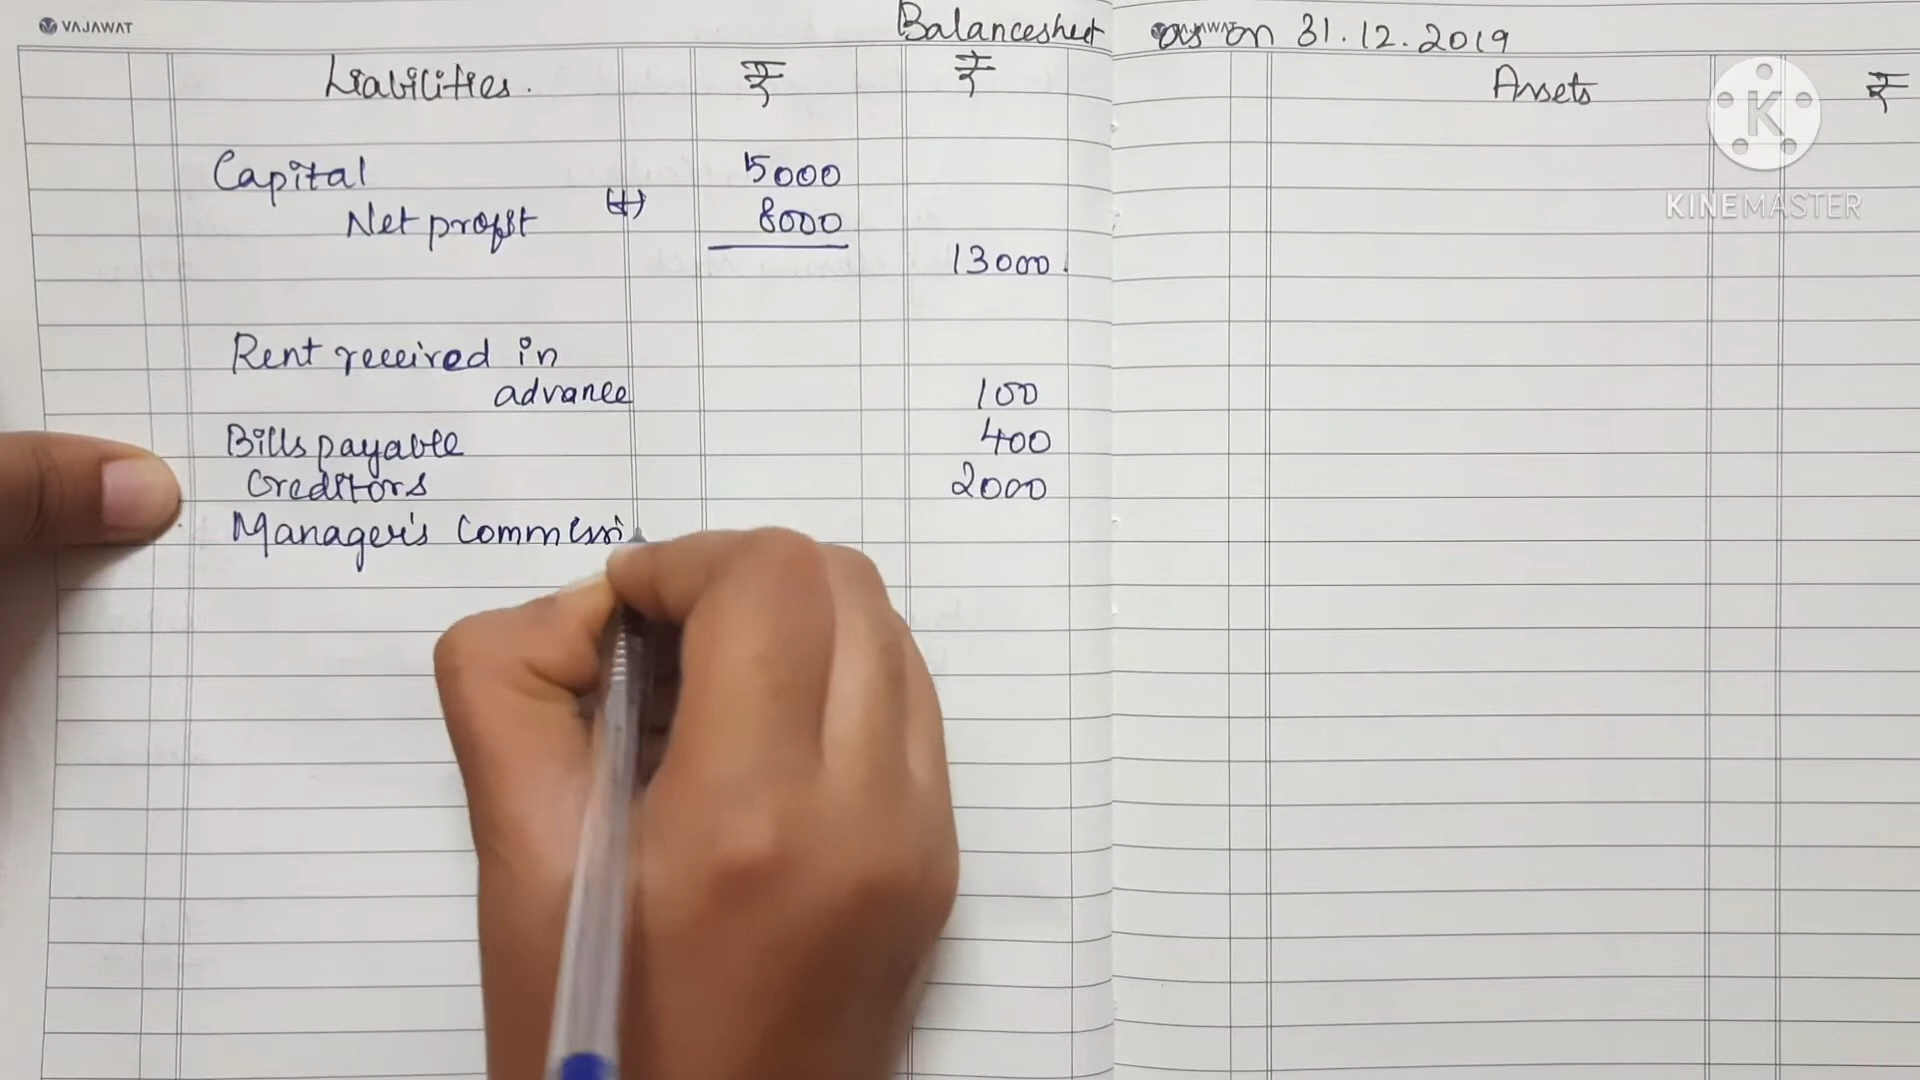 VAJAWAT
Balancesheet as on 31.12.2019
Liabilities. ₹ ₹
Assets ₹
Capital 5000
Net profit (+) 8000
13000.
Rent received in
advance 100
Bills payable 400
Creditors 2000
Manager's Commissi
K
KINEMASTER